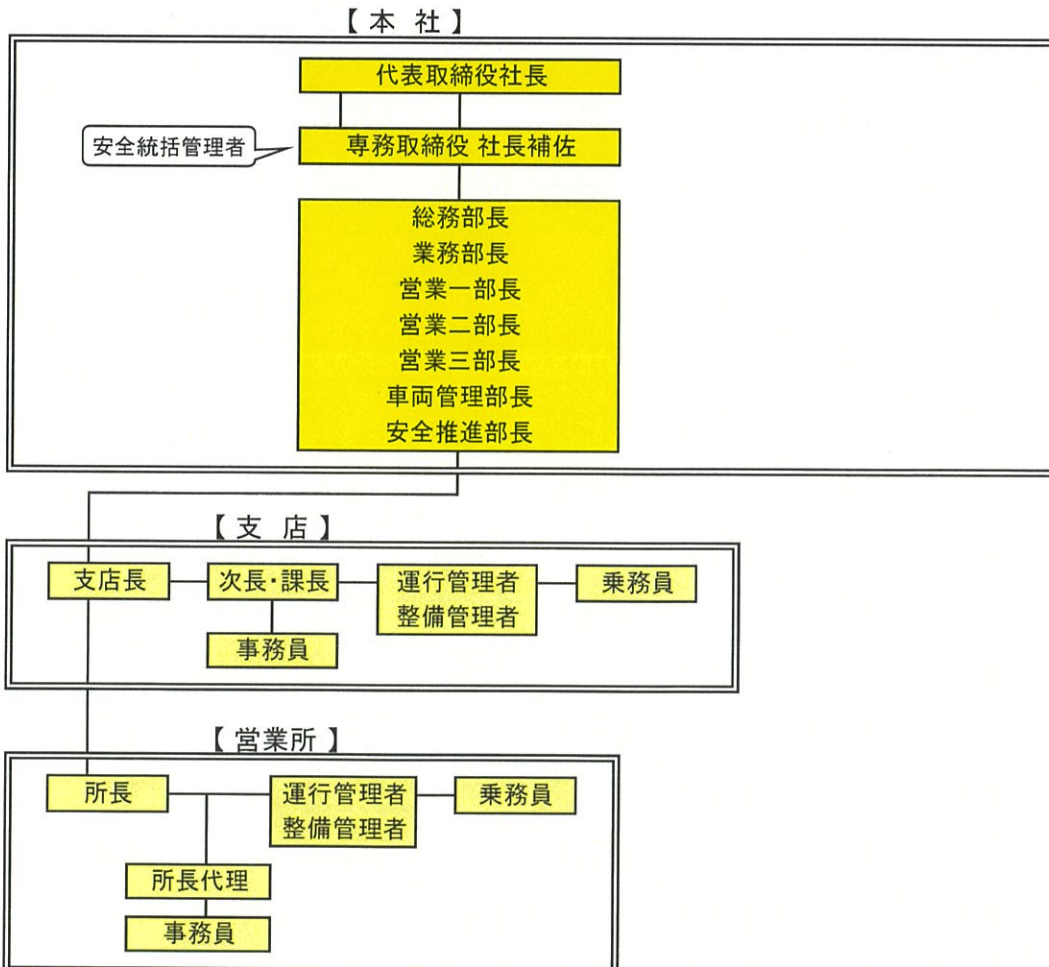 【 本 社 】
代表取締役社長
安全統括管理者
専務取締役 社長補佐
総務部長
業務部長
営業一部長
営業二部長
営業三部長
車両管理部長
安全推進部長
【 支 店 】
支店長
次長・課長
運行管理者
整備管理者
乗務員
事務員
【 営業所 】
所長
運行管理者
整備管理者
乗務員
所長代理
事務員